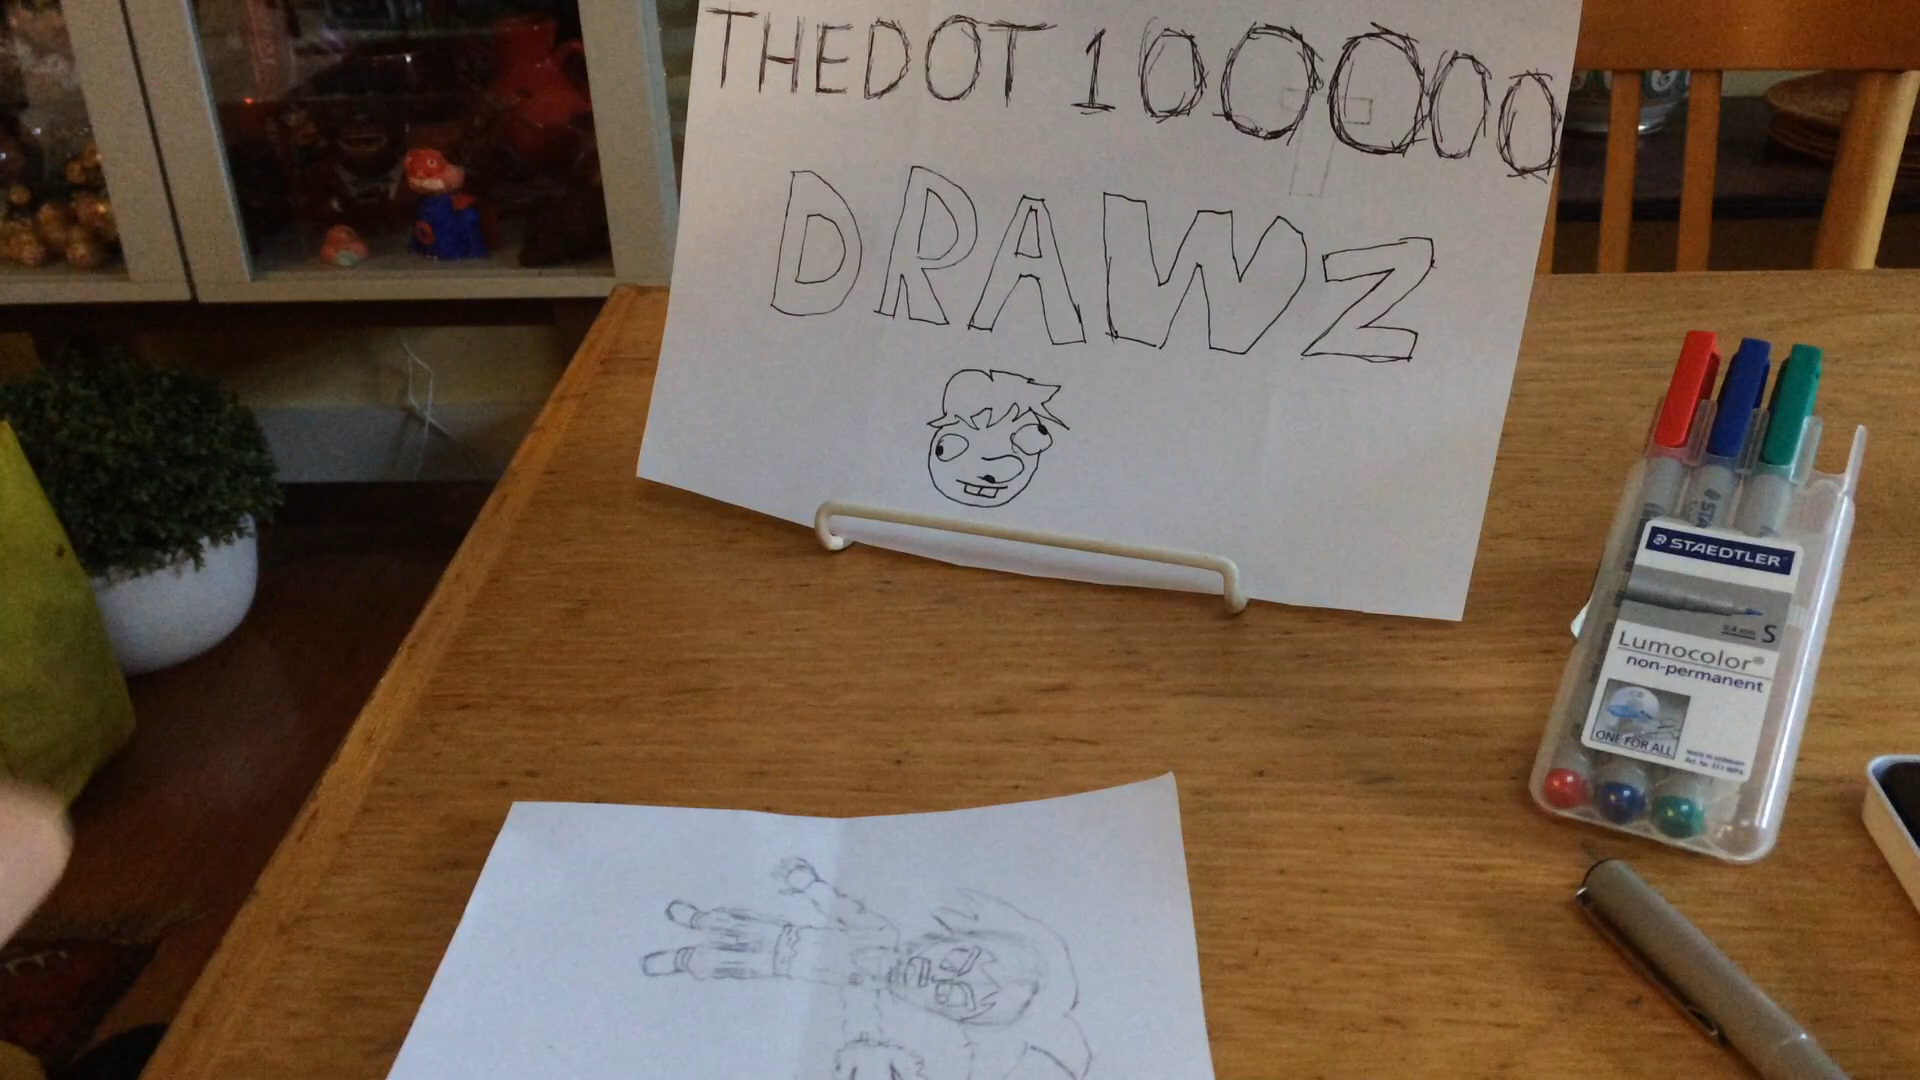 THEDOT 100000
DRAWZ
STAEDTLER
S
Lumocolor®
non-permanent
ONE FOR ALL